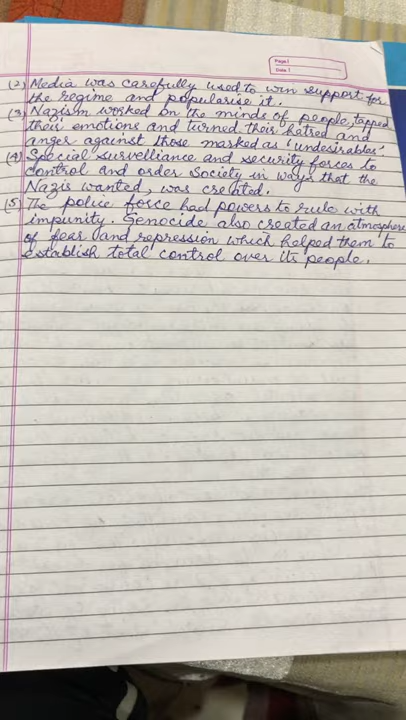 Page:
Date:
(2) Media was carefully used to win support for
the regime and popularise it.
(3) Nazism worked on the minds of people, tapped
their emotions and turned their hatred and
anger against those marked as 'undesirables'.
(4) Special survelliance and security forces to
control and order Society in ways that the
Nazis wanted, was created.
(5) The police force had powers to rule with
impunity. Genocide also created an atmosphere
of fear and repression which helped them to
establish total control over its people.